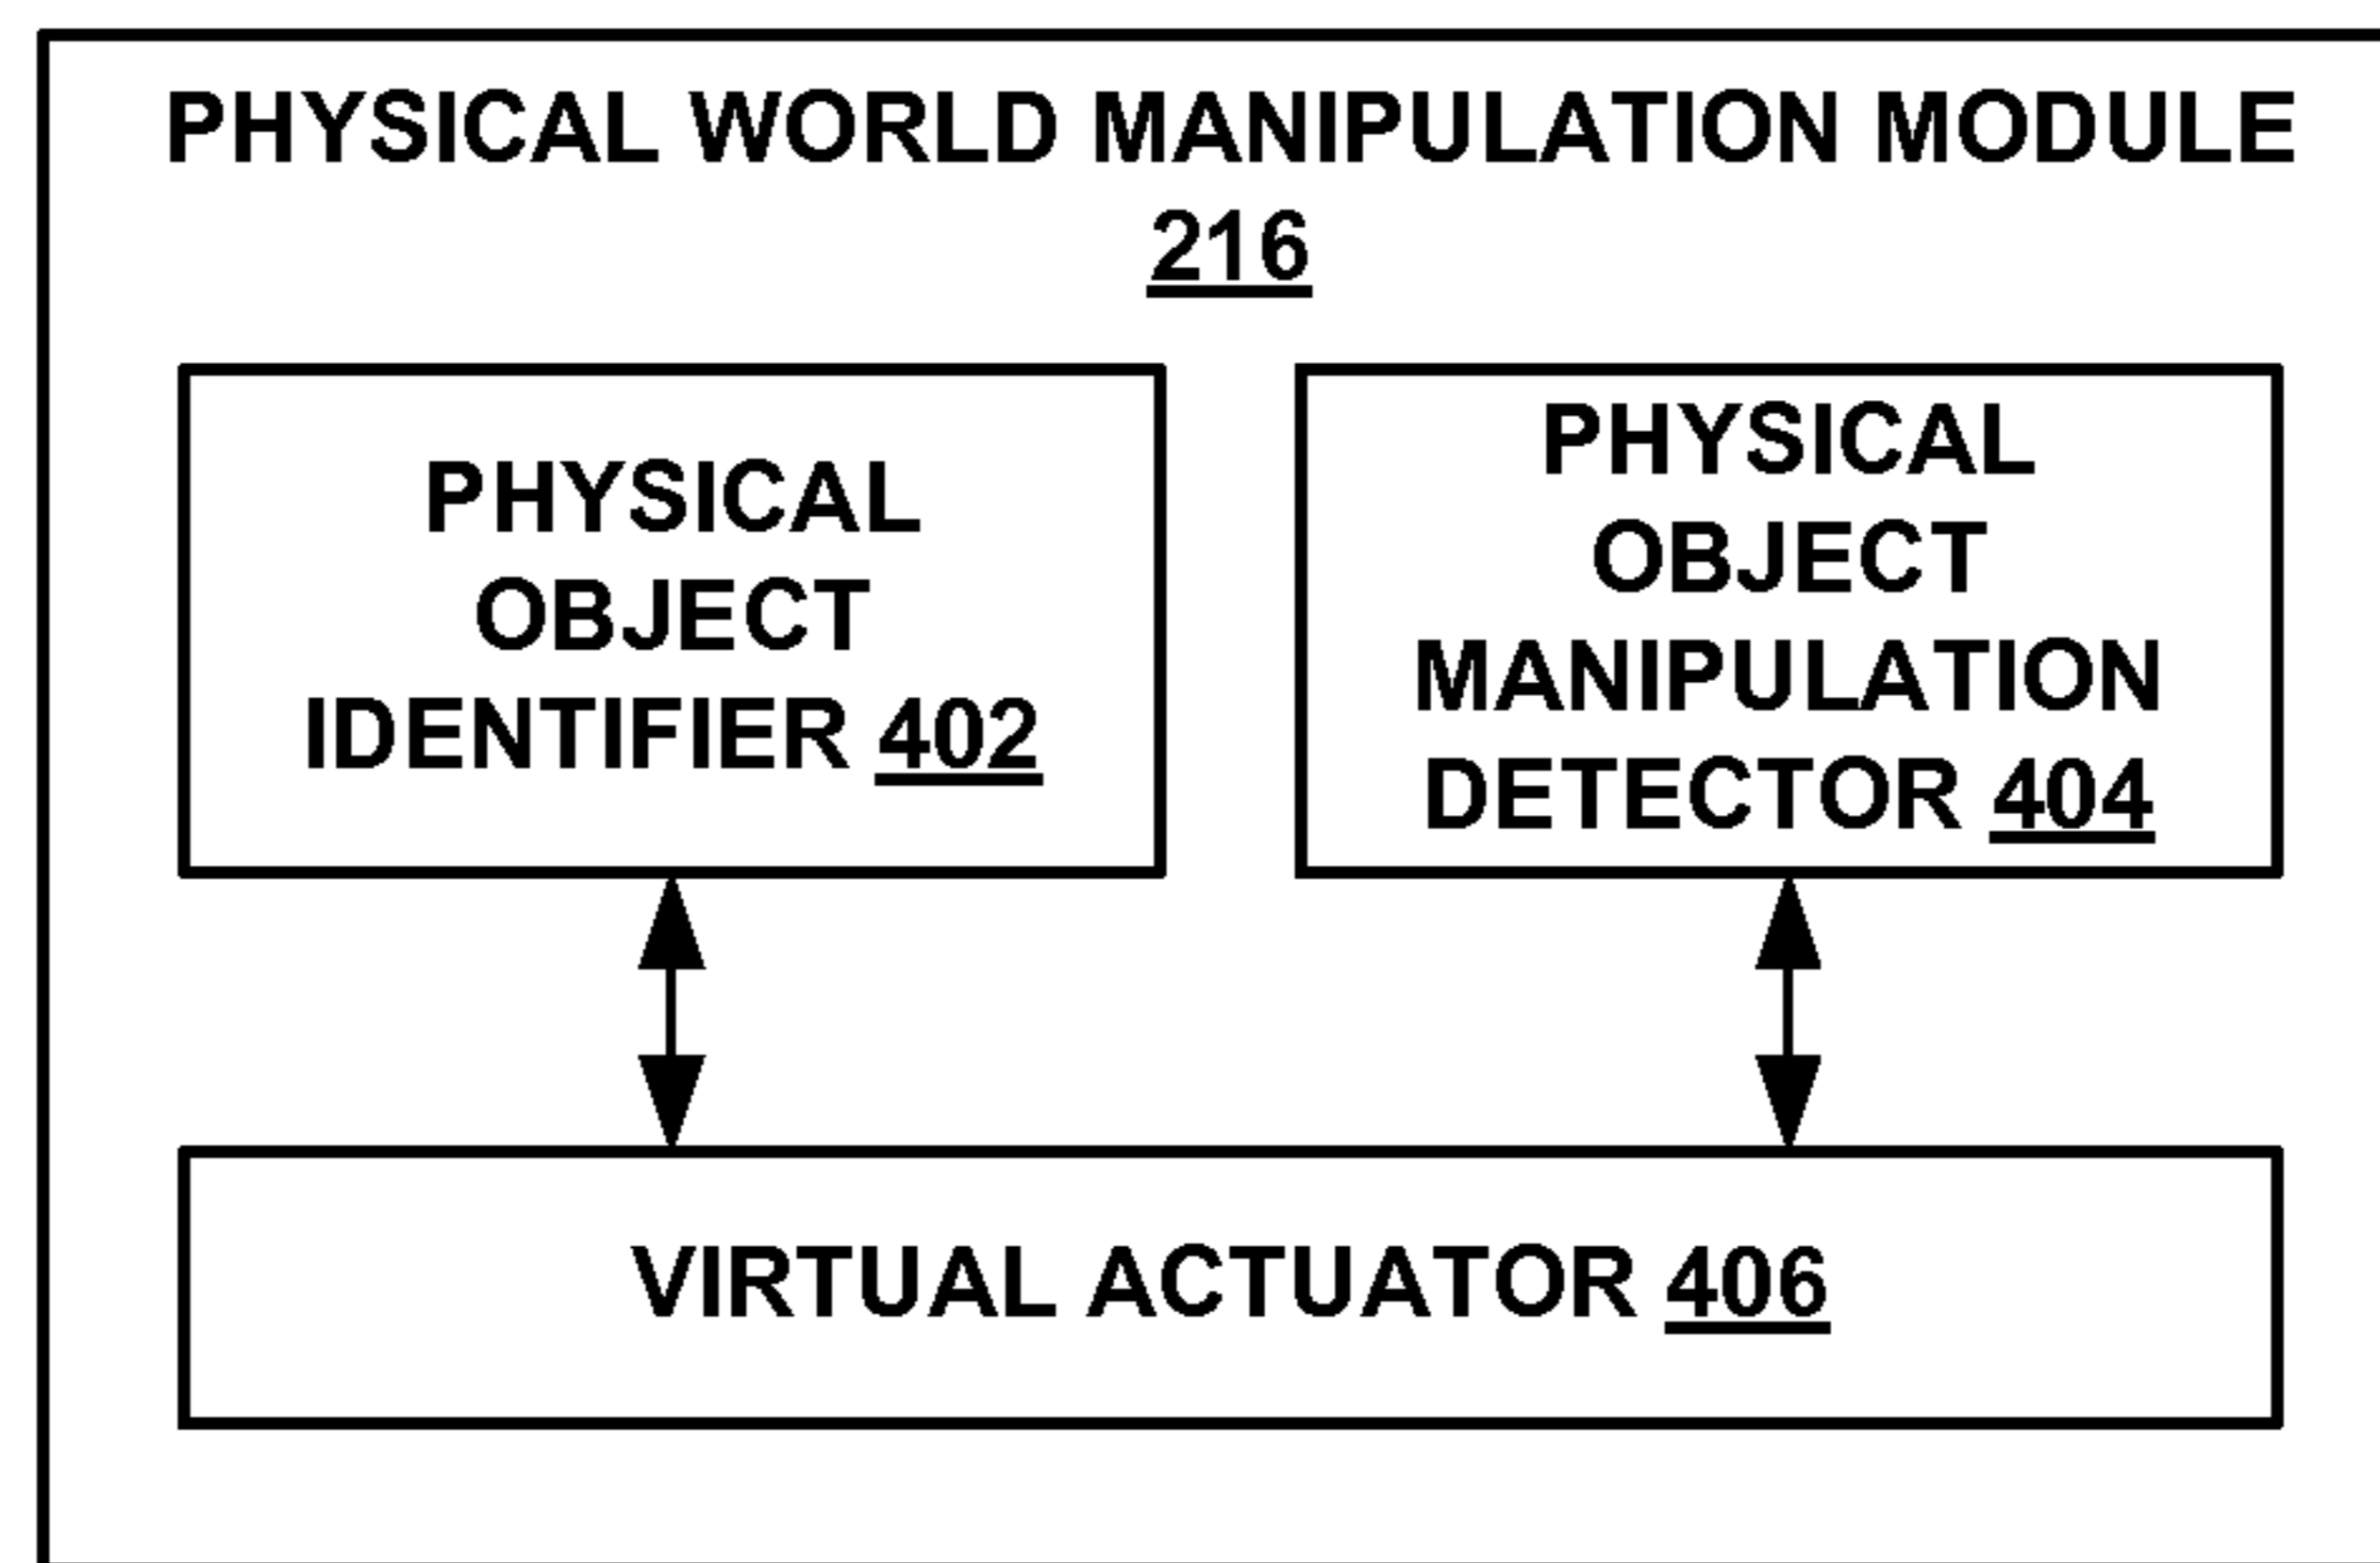 PHYSICAL WORLD MANIPULATION MODULE
216
PHYSICAL
OBJECT
IDENTIFIER 402
PHYSICAL
OBJECT
MANIPULATION
DETECTOR 404
VIRTUAL ACTUATOR 406